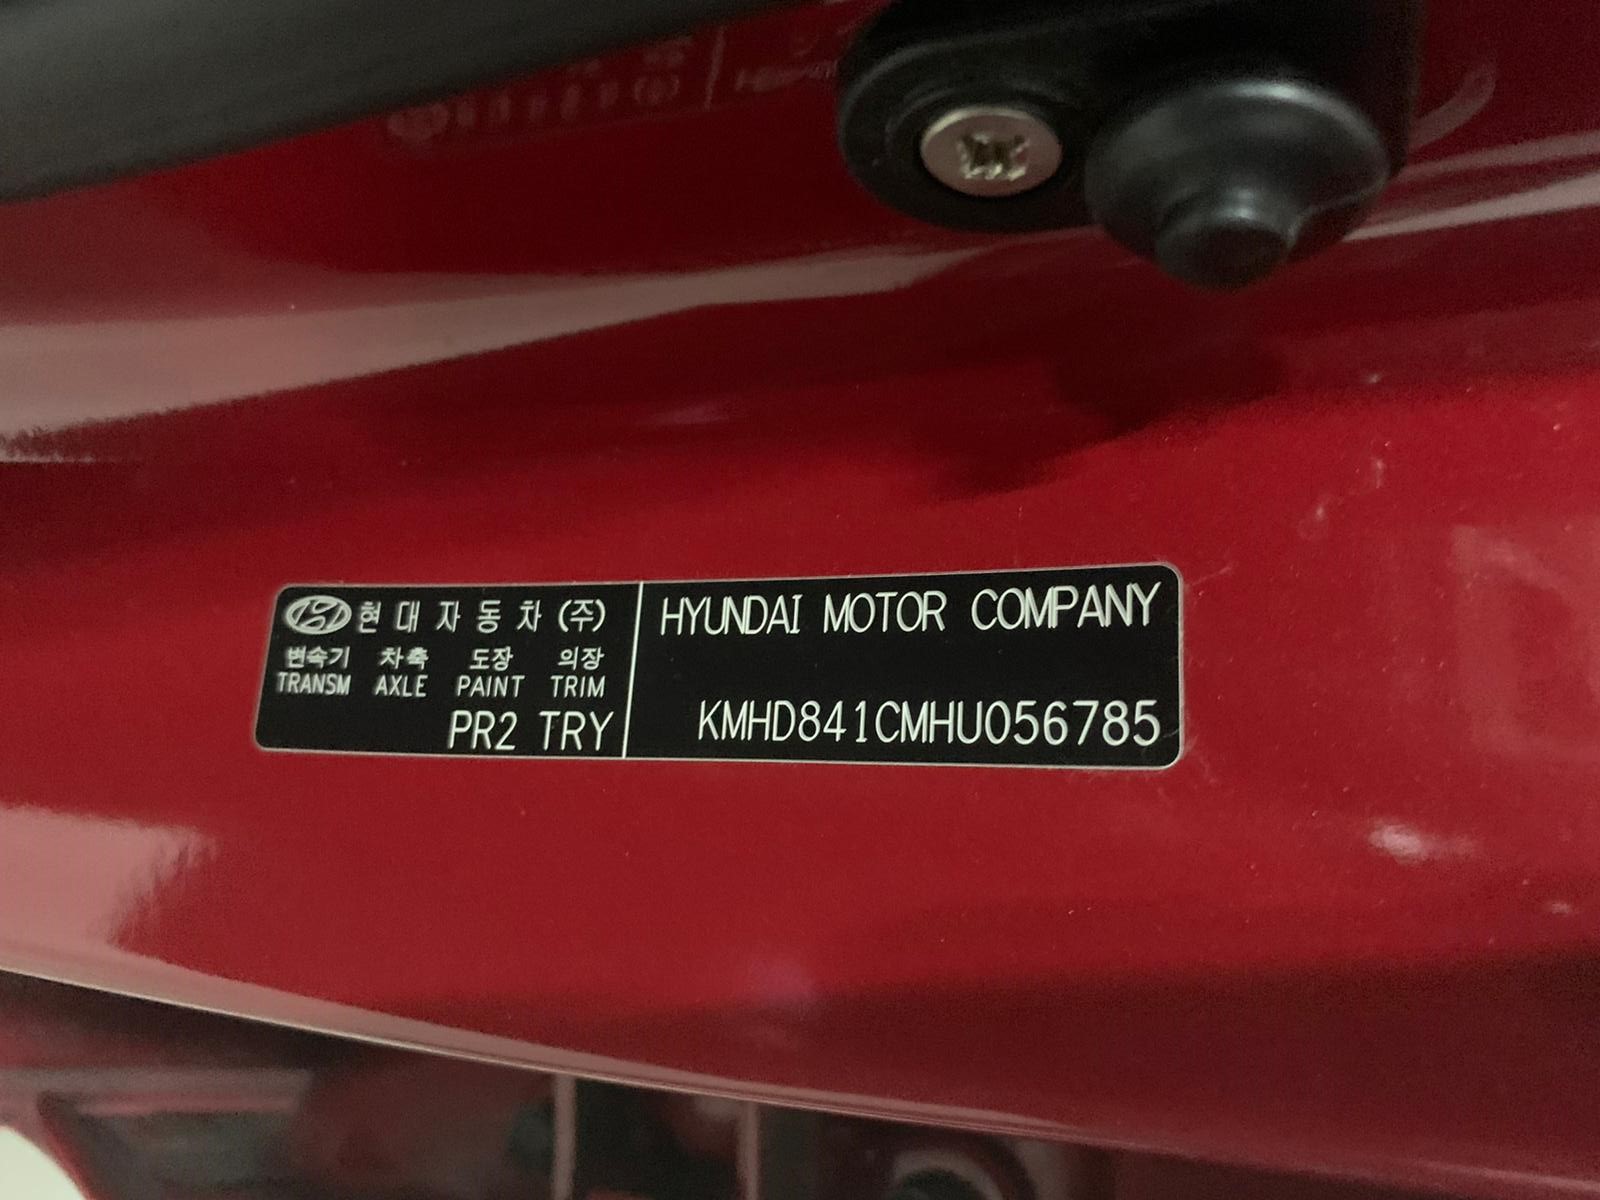 현대자동차(주)
변속기 차축 도장 의장
TRANSM AXLE PAINT TRIM
PR2 TRY
HYUNDAI MOTOR COMPANY
KMHD841CMHU056785